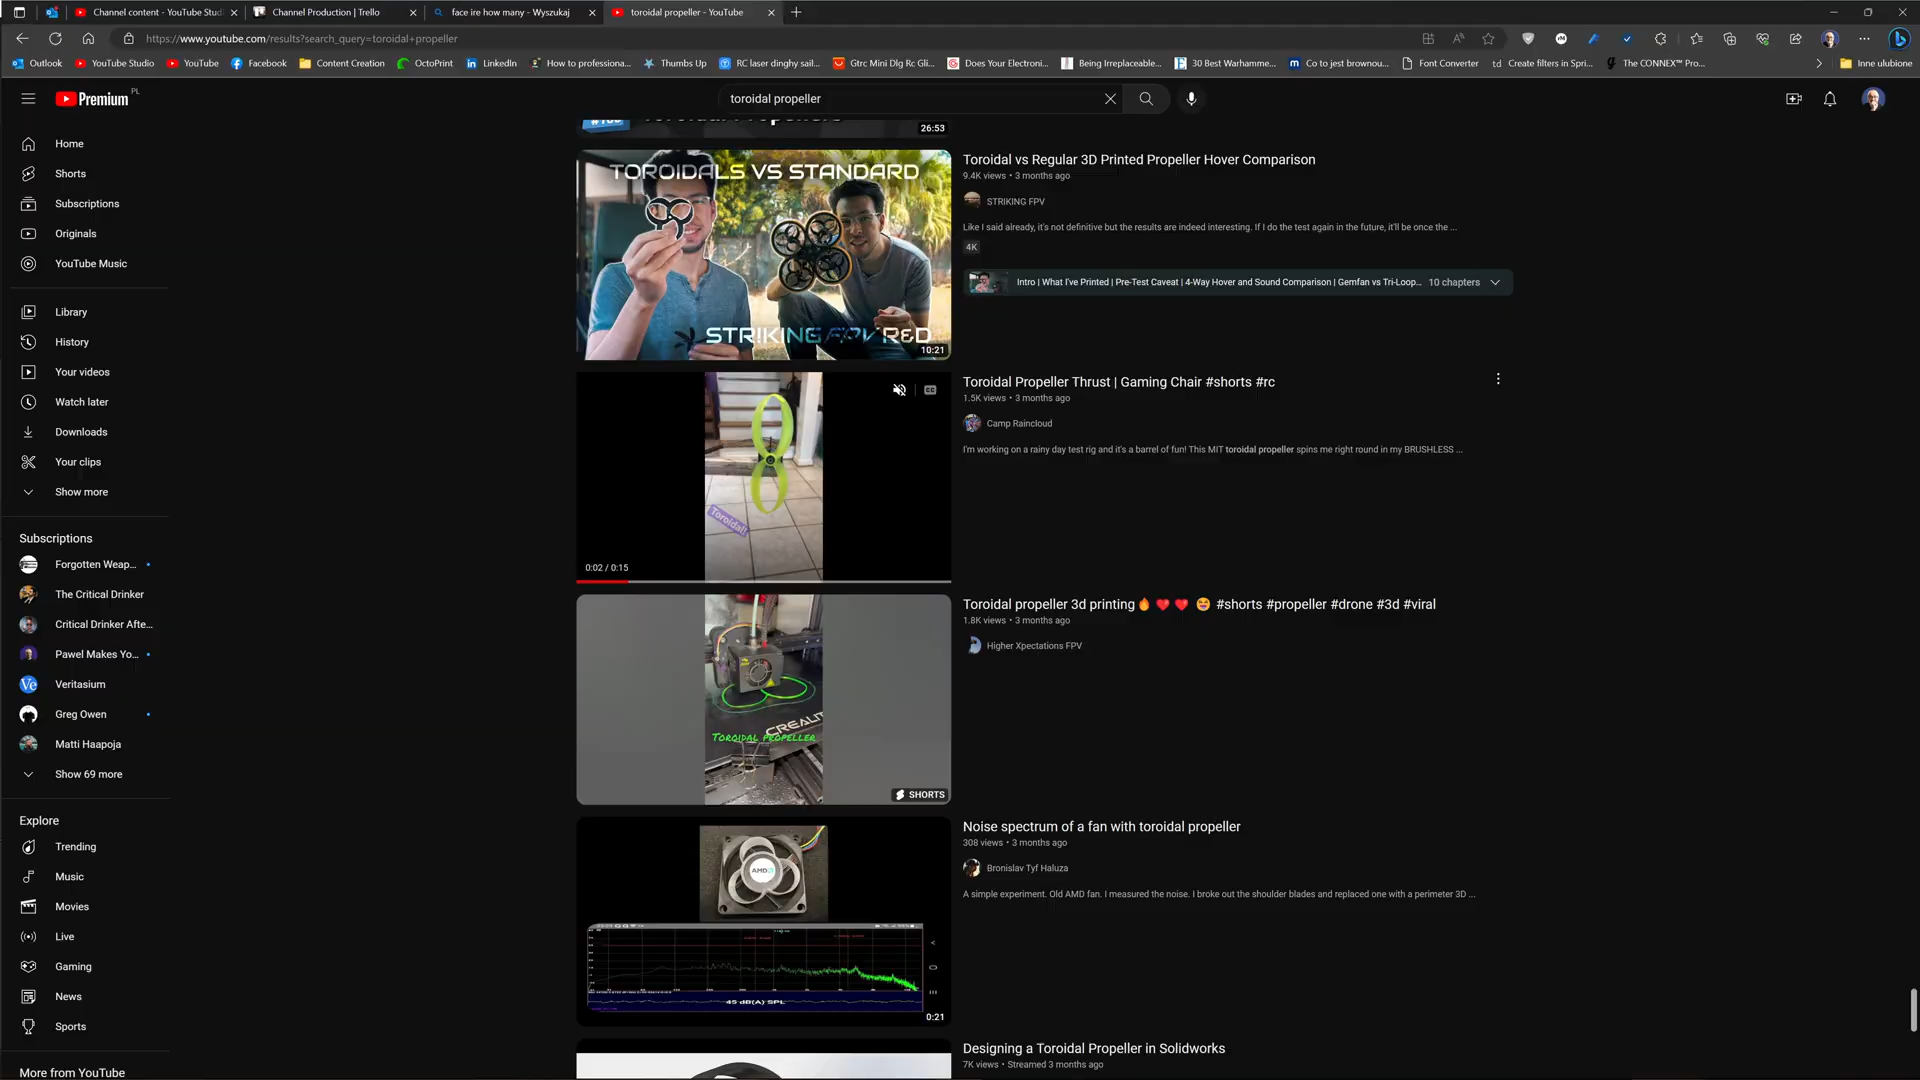 Channel content - YouTube Stud
Channel Production | Trello
face ire how many - Wyszukaj
toroidal propeller - YouTube
https://www.youtube.com/results?search_query=toroidal+propeller
Outlook
YouTube Studio
YouTube
Facebook
Content Creation
OctoPrint
LinkedIn
How to professiona...
Thumbs Up
RC laser dinghy sail...
Gtrc Mini Dlg Rc Gli...
Does Your Electroni...
Being Irreplaceable...
30 Best Warhamme...
Co to jest brownou...
Font Converter
Create filters in Spri...
The CONNEX™ Pro...
Inne ulubione
Premium
PL
toroidal propeller
Home
Shorts
Subscriptions
Originals
YouTube Music
Library
History
Your videos
Watch later
Downloads
Your clips
Show more
Subscriptions
Forgotten Weap...
The Critical Drinker
Critical Drinker Afte...
Pawel Makes Yo...
Veritasium
Greg Owen
Matti Haapoja
Show 69 more
Explore
Trending
Music
Movies
Live
Gaming
News
Sports
More from YouTube
Toroidal Propellers
26:53
TOROIDALS VS STANDARD
STRIKING FPV R&D
10:21
Toroidal vs Regular 3D Printed Propeller Hover Comparison
9.4K views • 3 months ago
STRIKING FPV
Like I said already, it's not definitive but the results are indeed interesting. If I do the test again in the future, it'll be once the ...
4K
Intro | What I've Printed | Pre-Test Caveat | 4-Way Hover and Sound Comparison | Gemfan vs Tri-Loop...
10 chapters
Toroidal!
0:02 / 0:15
Toroidal Propeller Thrust | Gaming Chair #shorts #rc
1.5K views • 3 months ago
Camp Raincloud
I'm working on a rainy day test rig and it's a barrel of fun! This MIT toroidal propeller spins me right round in my BRUSHLESS ...
TOROIDAL PROPELLER
SHORTS
Toroidal propeller 3d printing🔥 ❤️❤️ 😄 #shorts #propeller #drone #3d #viral
1.8K views • 3 months ago
Higher Xpectations FPV
AMD
45 dB(A) SPL
0:21
Noise spectrum of a fan with toroidal propeller
308 views • 3 months ago
Bronislav Tyf Haluza
A simple experiment. Old AMD fan. I measured the noise. I broke out the shoulder blades and replaced one with a perimeter 3D ...
Designing a Toroidal Propeller in Solidworks
7K views • Streamed 3 months ago